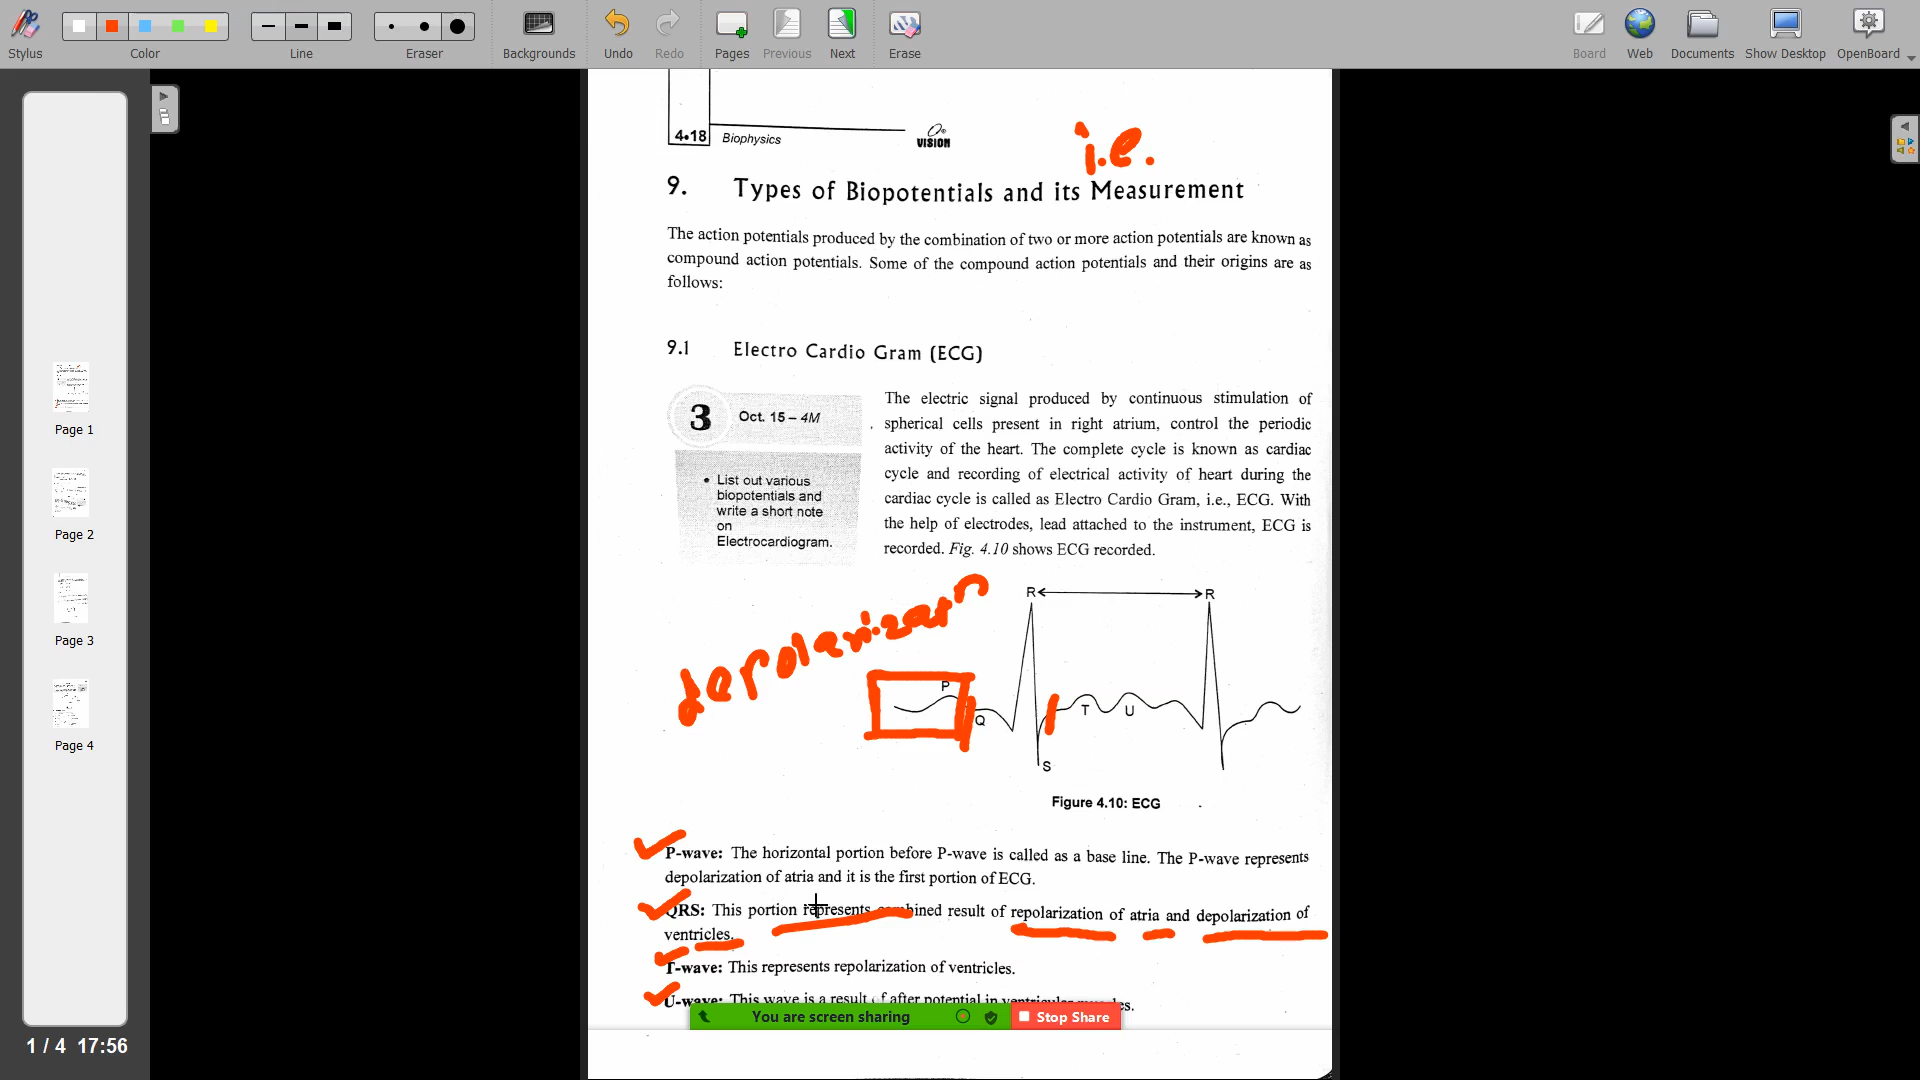 Stylus
Color
Line
Eraser
Backgrounds
Undo
Redo
Pages
Previous
Next
Erase
Board
Web
Documents
Show Desktop
OpenBoard
4•18 Biophysics
VISION
i.e.
9. Types of Biopotentials and its Measurement
The action potentials produced by the combination of two or more action potentials are known as
compound action potentials. Some of the compound action potentials and their origins are as
follows:
9.1 Electro Cardio Gram (ECG)
3 Oct. 15 – 4M
• List out various
biopotentials and
write a short note
on
Electrocardiogram.
The electric signal produced by continuous stimulation of
spherical cells present in right atrium, control the periodic
activity of the heart. The complete cycle is known as cardiac
cycle and recording of electrical activity of heart during the
cardiac cycle is called as Electro Cardio Gram, i.e., ECG. With
the help of electrodes, lead attached to the instrument, ECG is
recorded. Fig. 4.10 shows ECG recorded.
R R
P
Q
T U
S
Figure 4.10: ECG
P-wave: The horizontal portion before P-wave is called as a base line. The P-wave represents
depolarization of atria and it is the first portion of ECG.
QRS: This portion represents combined result of repolarization of atria and depolarization of
ventricles.
T-wave: This represents repolarization of ventricles.
U-wave: This wave is a result of after potential in ventricular muscles.
You are screen sharing
Stop Share
Page 1
Page 2
Page 3
Page 4
1 / 4 17:56